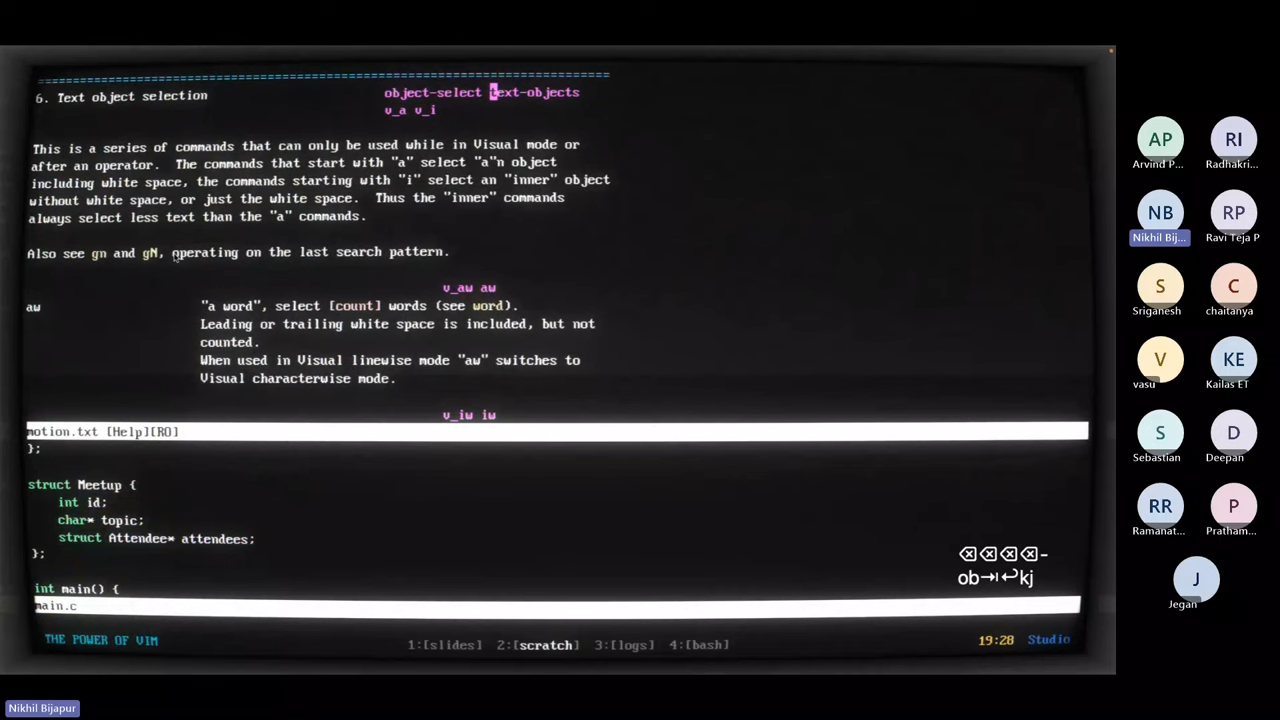 ================================================================================
6. Text object selection object-select text-objects
v_a v_i
This is a series of commands that can only be used while in Visual mode or
after an operator. The commands that start with "a" select "a"n object
including white space, the commands starting with "i" select an "inner" object
without white space, or just the white space. Thus the "inner" commands
always select less text than the "a" commands.
Also see gn and gN, operating on the last search pattern.
v_aw aw
aw "a word", select [count] words (see word).
Leading or trailing white space is included, but not
counted.
When used in Visual linewise mode "aw" switches to
Visual characterwise mode.
v_iw iw
motion.txt [Help][RO]
};
struct Meetup {
int id;
char* topic;
struct Attendee* attendees;
};
int main() {
main.c
⌫⌫⌫⌫-
ob⇥↵kj
THE POWER OF VIM 1:[slides] 2:[scratch] 3:[logs] 4:[bash] 19:28 Studio
AP RI
Arvind P... Radhakri...
NB RP
Nikhil Bij... Ravi Teja P
S C
Sriganesh chaitanya
V KE
vasu Kailas ET
S D
Sebastian Deepan
RR P
Ramanat... Pratham...
J
Jegan
Nikhil Bijapur